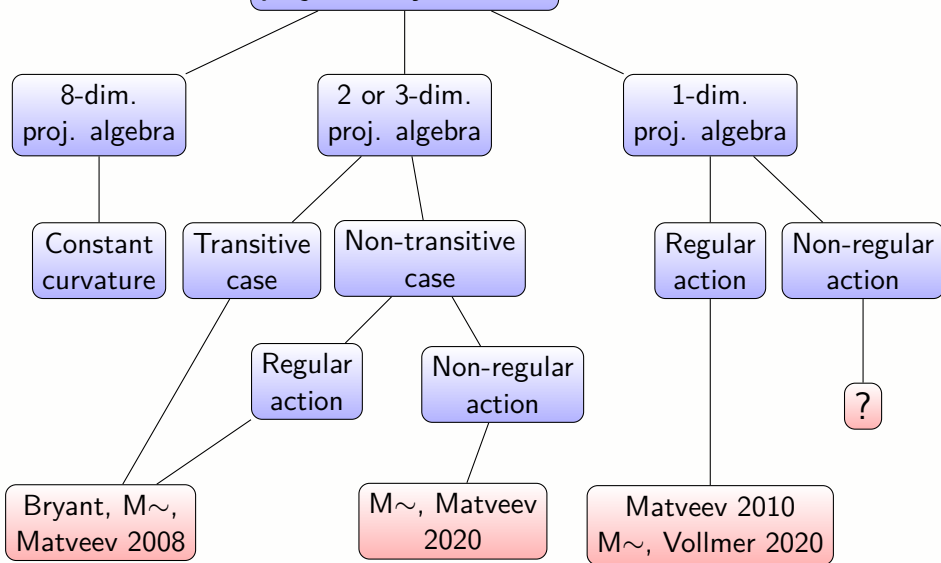 8-dim.
proj. algebra
2 or 3-dim.
proj. algebra
1-dim.
proj. algebra
Constant
curvature
Transitive
case
Non-transitive
case
Regular
action
Non-regular
action
Regular
action
Non-regular
action
?
Bryant, M∼,
Matveev 2008
M∼, Matveev
2020
Matveev 2010
M∼, Vollmer 2020